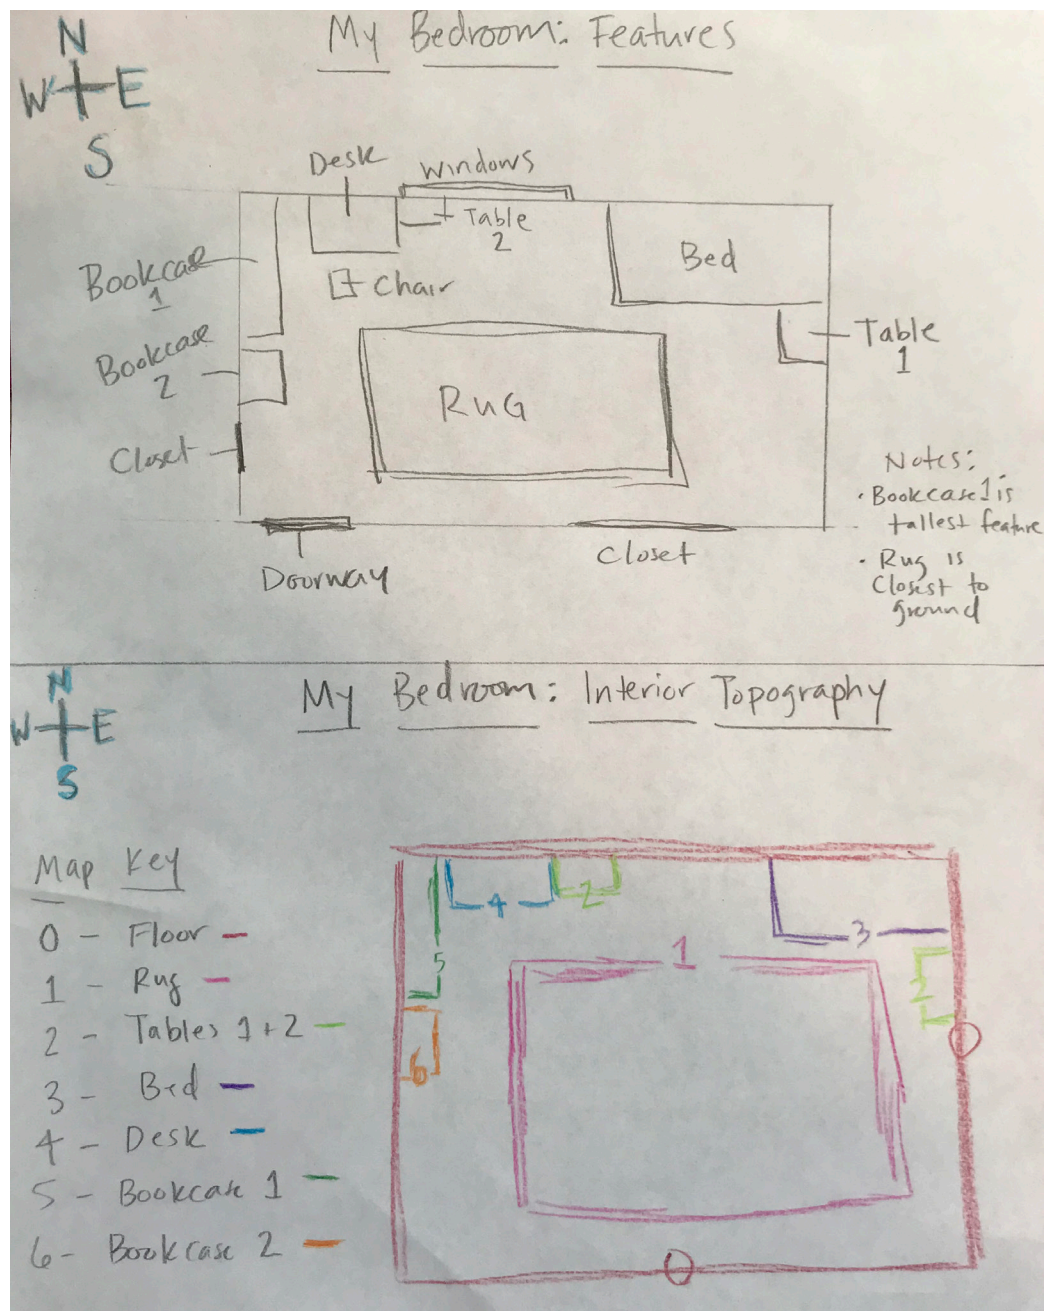 My Bedroom: Features
N
W E
S
Desk
Windows
Table
2
Bed
Bookcase
1
Chair
Bookcase
2
Table
1
Rug
Closet
Notes:
· Bookcase 1 is
tallest feature
· Rug is
Closest to
ground
Doorway
Closet
My Bedroom: Interior Topography
N
W E
S
Map Key
0 - Floor
1 - Rug
2 - Tables 1+2
3 - Bed
4 - Desk
5 - Bookcase 1
6 - Bookcase 2
4
2
3
1
5
2
6
0
0